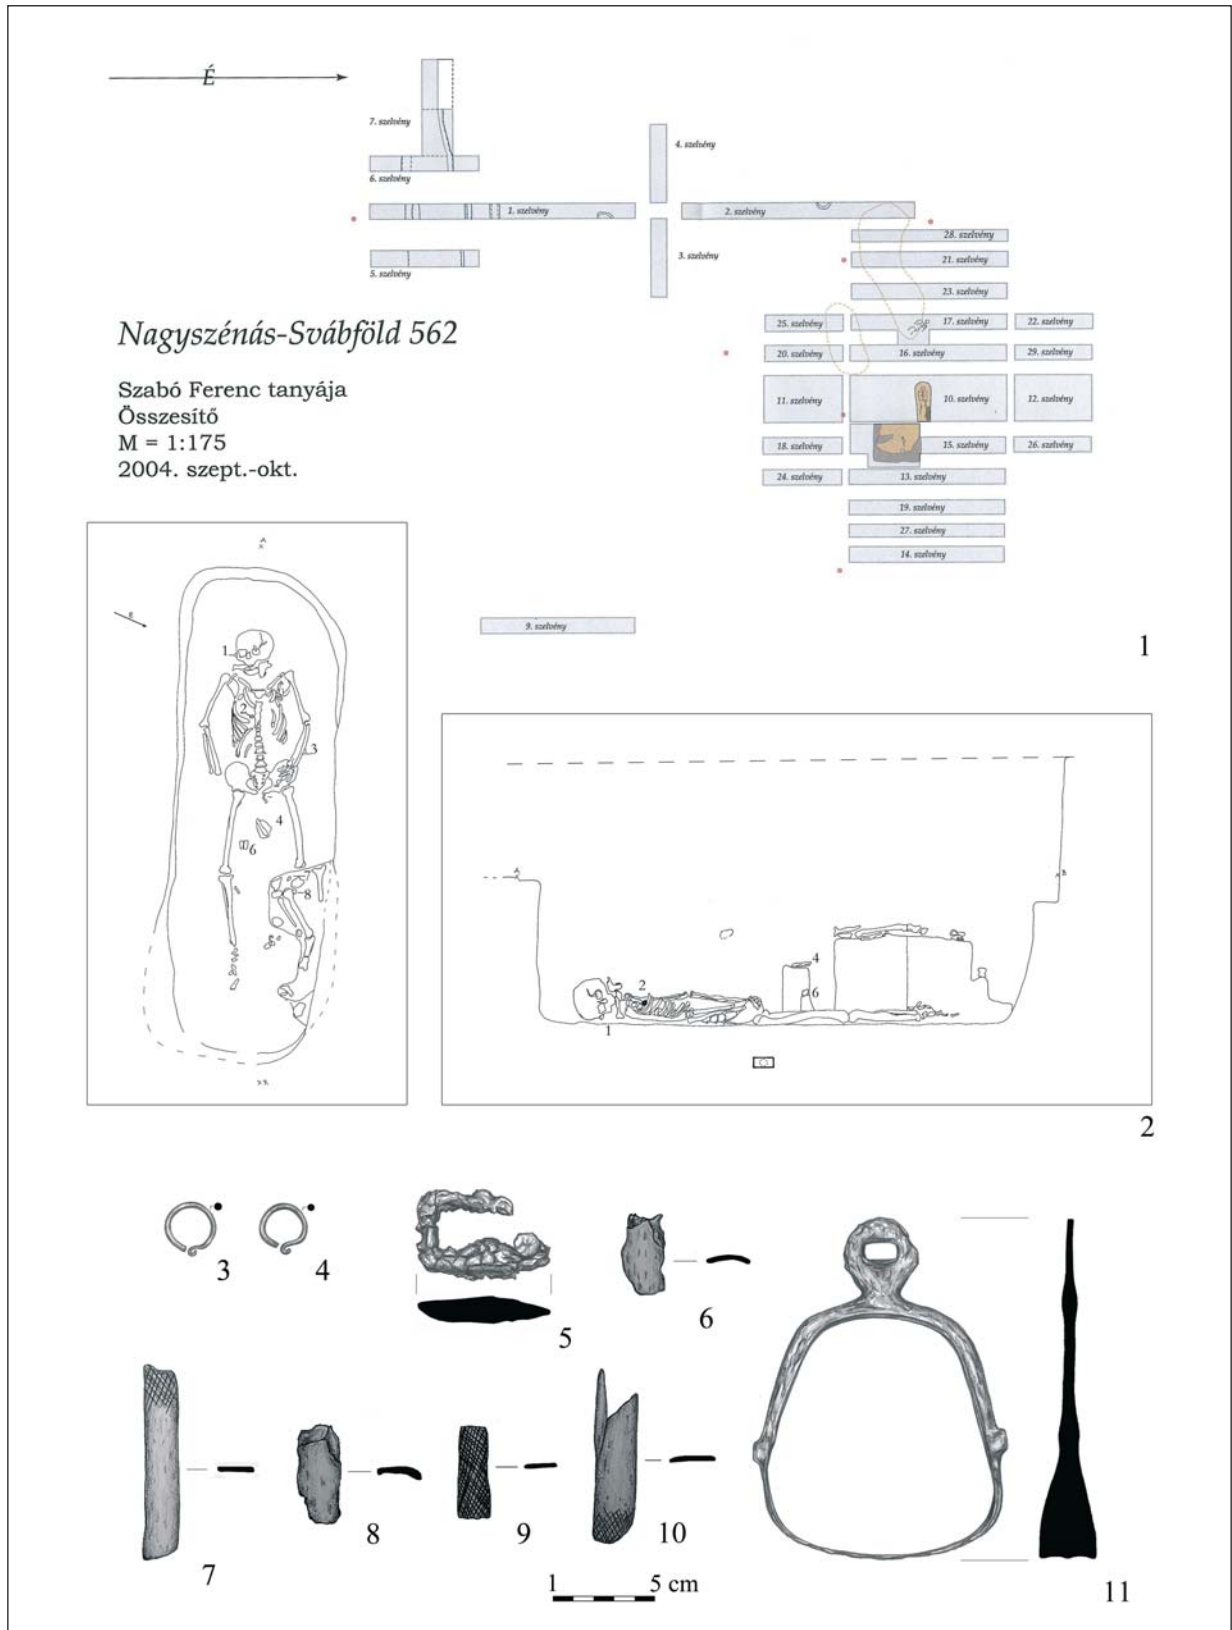 É
7. szelvény
4. szelvény
6. szelvény
1. szelvény
2. szelvény
28. szelvény
3. szelvény
21. szelvény
5. szelvény
23. szelvény
25. szelvény
17. szelvény
22. szelvény
20. szelvény
16. szelvény
29. szelvény
11. szelvény
10. szelvény
12. szelvény
18. szelvény
15. szelvény
26. szelvény
24. szelvény
13. szelvény
19. szelvény
27. szelvény
14. szelvény
9. szelvény
Nagyszénás-Svábföld 562
Szabó Ferenc tanyája
Összesítő
M = 1:175
2004. szept.-okt.
1
1
2
3
4
6
8
1
2
4
6
2
3
4
5
6
7
8
9
10
11
1 5 cm